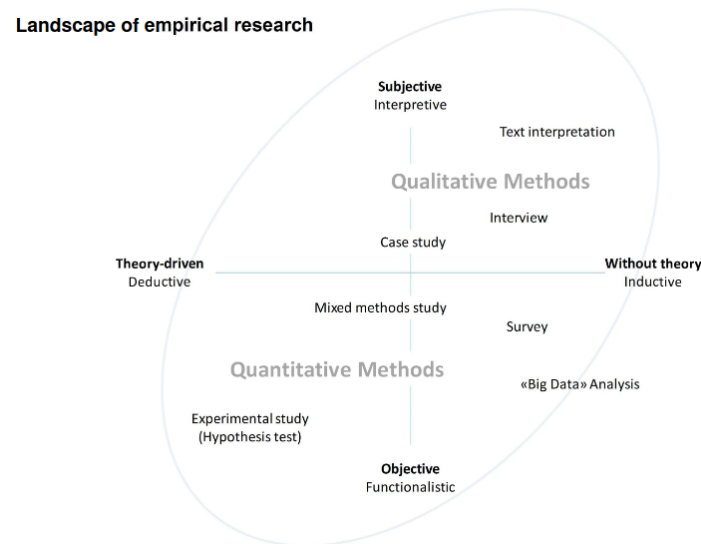 Landscape of empirical research
Subjective
Interpretive
Text interpretation
Qualitative Methods
Interview
Case study
Theory-driven
Deductive
Without theory
Inductive
Mixed methods study
Survey
Quantitative Methods
«Big Data» Analysis
Experimental study
(Hypothesis test)
Objective
Functionalistic